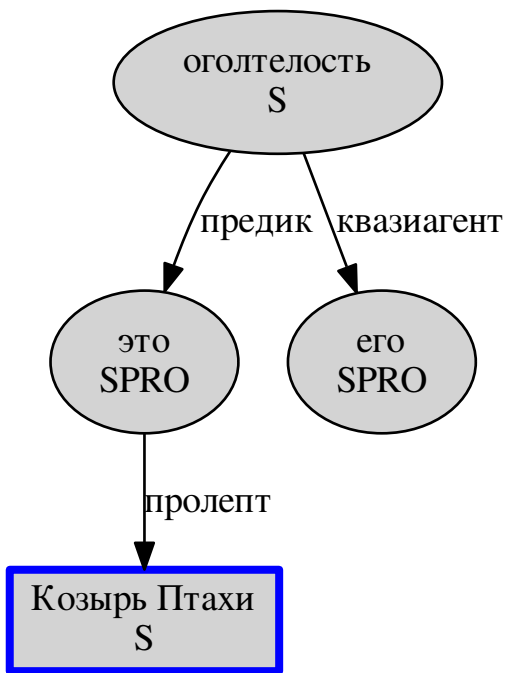 оголтелость
S
предик
квазиагент
это
SPRO
его
SPRO
пролепт
Козырь Птахи
S